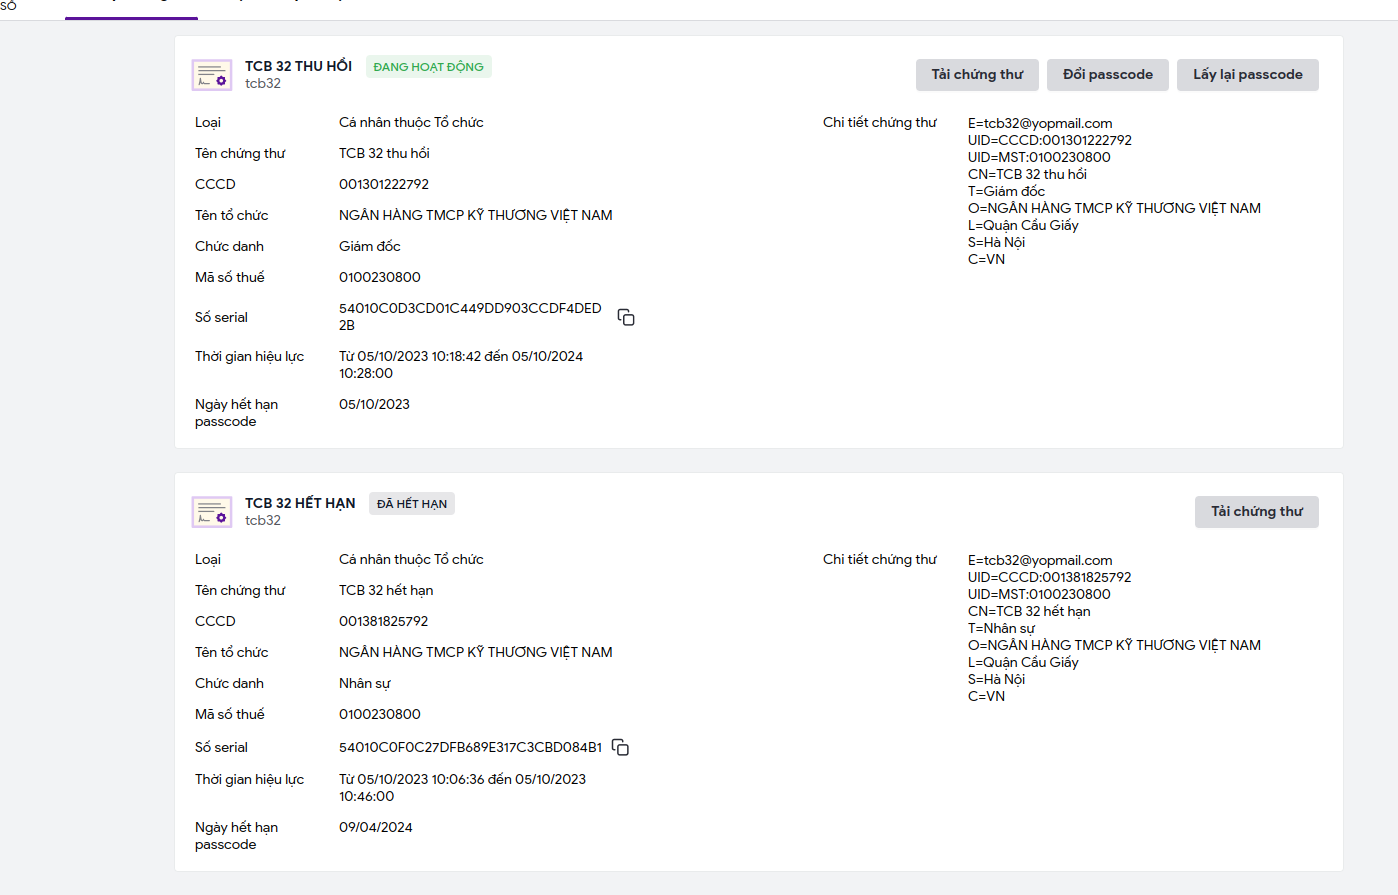 SỐ
TCB 32 THU HỒI ĐANG HOẠT ĐỘNG
tcb32
Tải chứng thư Đổi passcode Lấy lại passcode
Loại Cá nhân thuộc Tổ chức
Tên chứng thư TCB 32 thu hồi
CCCD 001301222792
Tên tổ chức NGÂN HÀNG TMCP KỸ THƯƠNG VIỆT NAM
Chức danh Giám đốc
Mã số thuế 0100230800
Số serial 54010C0D3CD01C449DD903CCDF4DED
2B
Thời gian hiệu lực Từ 05/10/2023 10:18:42 đến 05/10/2024
10:28:00
Ngày hết hạn 05/10/2023
passcode
Chi tiết chứng thư E=tcb32@yopmail.com
UID=CCCD:001301222792
UID=MST:0100230800
CN=TCB 32 thu hồi
T=Giám đốc
O=NGÂN HÀNG TMCP KỸ THƯƠNG VIỆT NAM
L=Quận Cầu Giấy
S=Hà Nội
C=VN
TCB 32 HẾT HẠN ĐÃ HẾT HẠN
tcb32
Tải chứng thư
Loại Cá nhân thuộc Tổ chức
Tên chứng thư TCB 32 hết hạn
CCCD 001381825792
Tên tổ chức NGÂN HÀNG TMCP KỸ THƯƠNG VIỆT NAM
Chức danh Nhân sự
Mã số thuế 0100230800
Số serial 54010C0F0C27DFB689E317C3CBD084B1
Thời gian hiệu lực Từ 05/10/2023 10:06:36 đến 05/10/2023
10:46:00
Ngày hết hạn 09/04/2024
passcode
Chi tiết chứng thư E=tcb32@yopmail.com
UID=CCCD:001381825792
UID=MST:0100230800
CN=TCB 32 hết hạn
T=Nhân sự
O=NGÂN HÀNG TMCP KỸ THƯƠNG VIỆT NAM
L=Quận Cầu Giấy
S=Hà Nội
C=VN